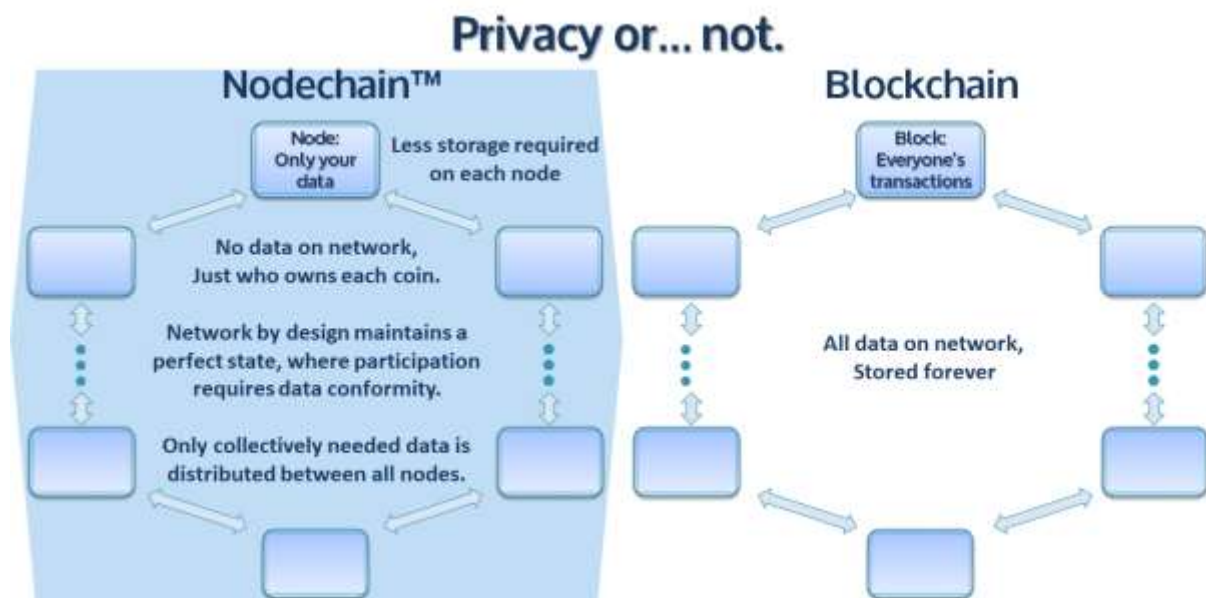 Privacy or... not.
Nodechain™
Node:
Only your
data
Less storage required
on each node
No data on network,
Just who owns each coin.
Network by design maintains a
perfect state, where participation
requires data conformity.
Only collectively needed data is
distributed between all nodes.
Blockchain
Block:
Everyone's
transactions
All data on network,
Stored forever